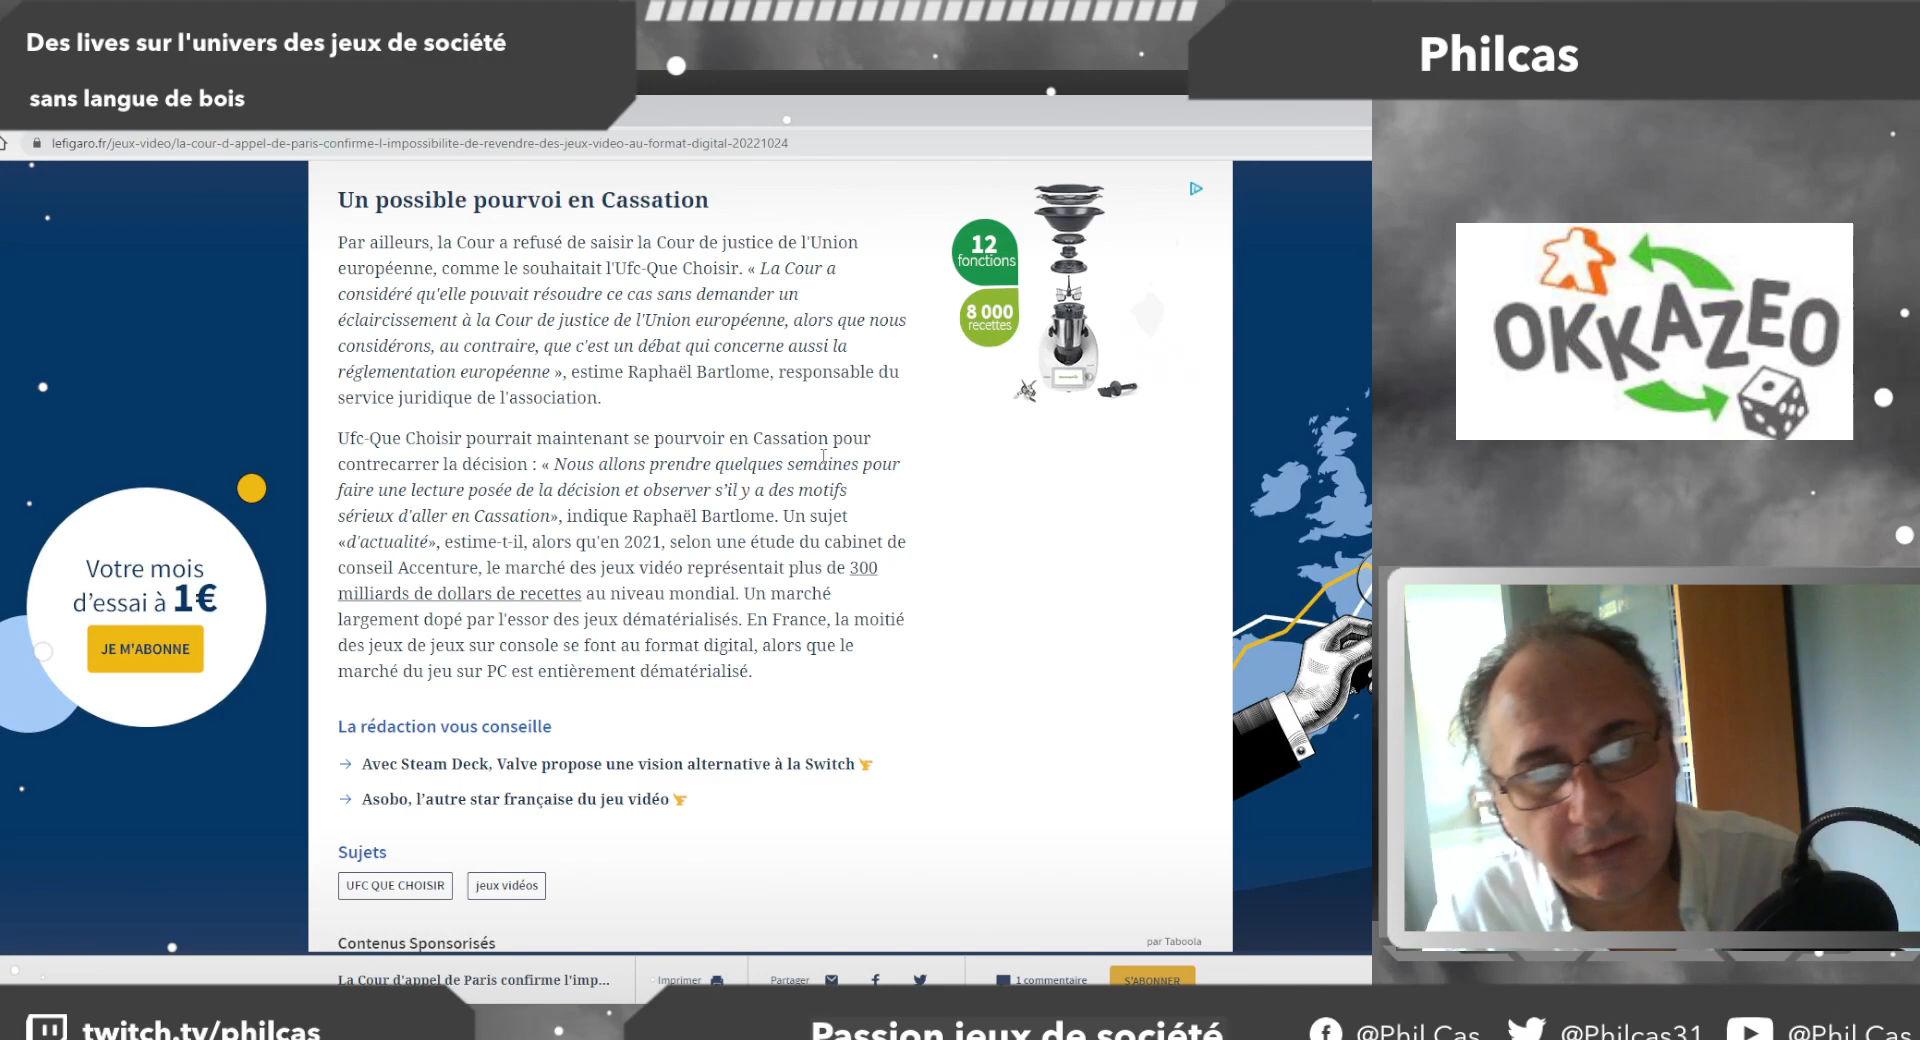 Des lives sur l'univers des jeux de société
sans langue de bois
Philcas
lefigaro.fr/jeux-video/la-cour-d-appel-de-paris-confirme-l-impossibilite-de-revendre-des-jeux-video-au-format-digital-20221024
Un possible pourvoi en Cassation
Par ailleurs, la Cour a refusé de saisir la Cour de justice de l'Union
européenne, comme le souhaitait l'Ufc-Que Choisir. « La Cour a
considéré qu'elle pouvait résoudre ce cas sans demander un
éclaircissement à la Cour de justice de l'Union européenne, alors que nous
considérons, au contraire, que c'est un débat qui concerne aussi la
réglementation européenne », estime Raphaël Bartlome, responsable du
service juridique de l'association.
Ufc-Que Choisir pourrait maintenant se pourvoir en Cassation pour
contrecarrer la décision : « Nous allons prendre quelques semaines pour
faire une lecture posée de la décision et observer s’il y a des motifs
sérieux d'aller en Cassation», indique Raphaël Bartlome. Un sujet
«d'actualité», estime-t-il, alors qu'en 2021, selon une étude du cabinet de
conseil Accenture, le marché des jeux vidéo représentait plus de 300
milliards de dollars de recettes au niveau mondial. Un marché
largement dopé par l'essor des jeux dématérialisés. En France, la moitié
des jeux de jeux sur console se font au format digital, alors que le
marché du jeu sur PC est entièrement dématérialisé.
La rédaction vous conseille
Avec Steam Deck, Valve propose une vision alternative à la Switch
Asobo, l’autre star française du jeu vidéo
Sujets
UFC QUE CHOISIR
jeux vidéos
Contenus Sponsorisés
par Taboola
12
fonctions
8 000
recettes
Votre mois
d’essai à 1€
JE M'ABONNE
OKKAZEO
La Cour d'appel de Paris confirme l'imp...
Imprimer
Partager
1 commentaire
S'ABONNER
twitch.tv/philcas
Passion jeux de société
@Phil Cas
@Philcas31
@Phil Cas